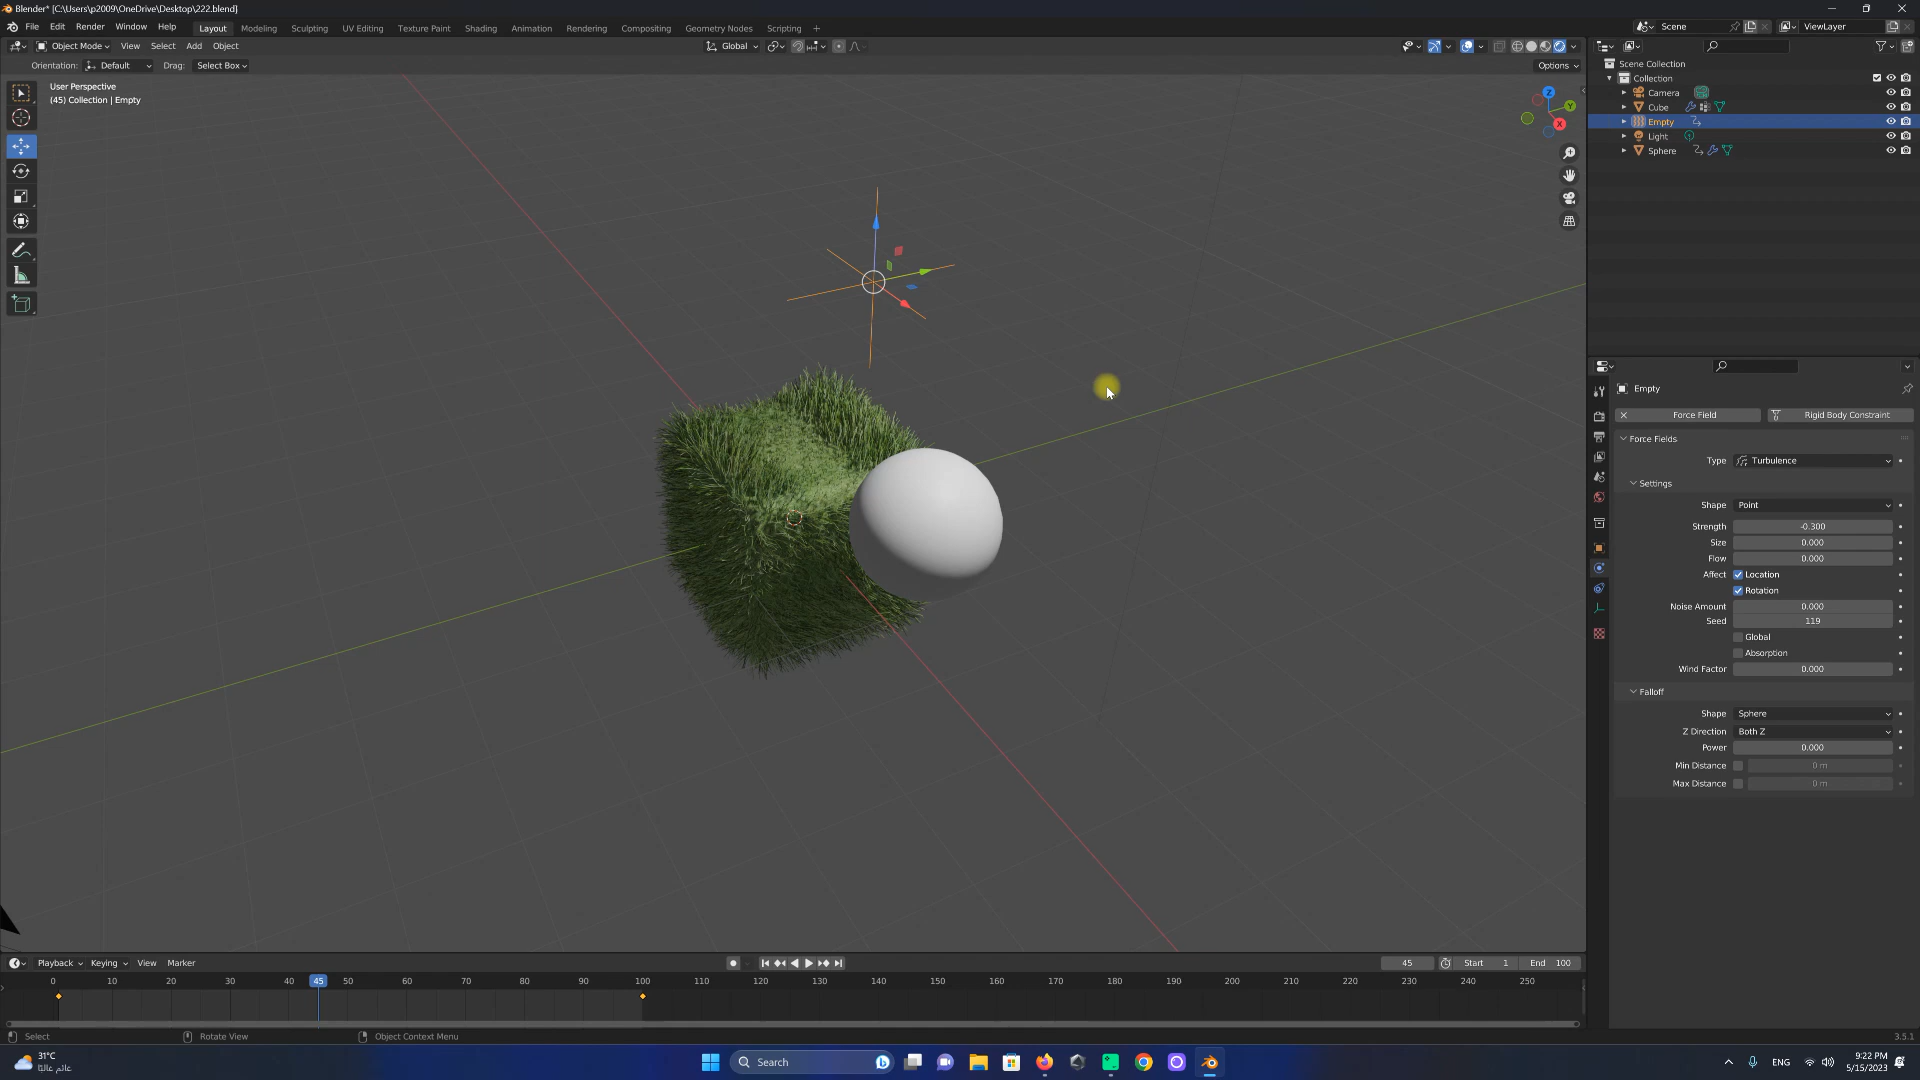 Blender* [C:\Users\p2009\OneDrive\Desktop\222.blend]
File Edit Render Window Help Layout Modeling Sculpting UV Editing Texture Paint Shading Animation Rendering Compositing Geometry Nodes Scripting + Scene ViewLayer
Object Mode View Select Add Object Global
Orientation: Default Drag: Select Box Options
User Perspective
(45) Collection | Empty
Z
Y
X
Scene Collection
Collection
Camera
Cube
Empty
Light
Sphere
Empty
Force Field Rigid Body Constraint
Force Fields
Type Turbulence
Settings
Shape Point
Strength -0.300
Size 0.000
Flow 0.000
Affect Location
Rotation
Noise Amount 0.000
Seed 119
Global
Absorption
Wind Factor 0.000
Falloff
Shape Sphere
Z Direction Both Z
Power 0.000
Min Distance 0 m
Max Distance 0 m
Playback Keying View Marker 45 Start 1 End 100
0 10 20 30 40 45 50 60 70 80 90 100 110 120 130 140 150 160 170 180 190 200 210 220 230 240 250
Select Rotate View Object Context Menu 3.5.1
31°C
غائم غالبًا
Search
ENG
9:22 PM
5/15/2023